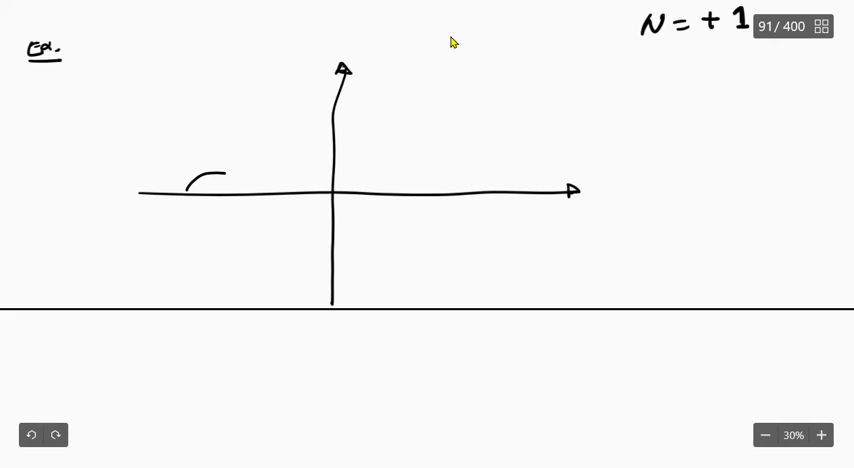 N = + 1
91 / 400
Ex.
30%